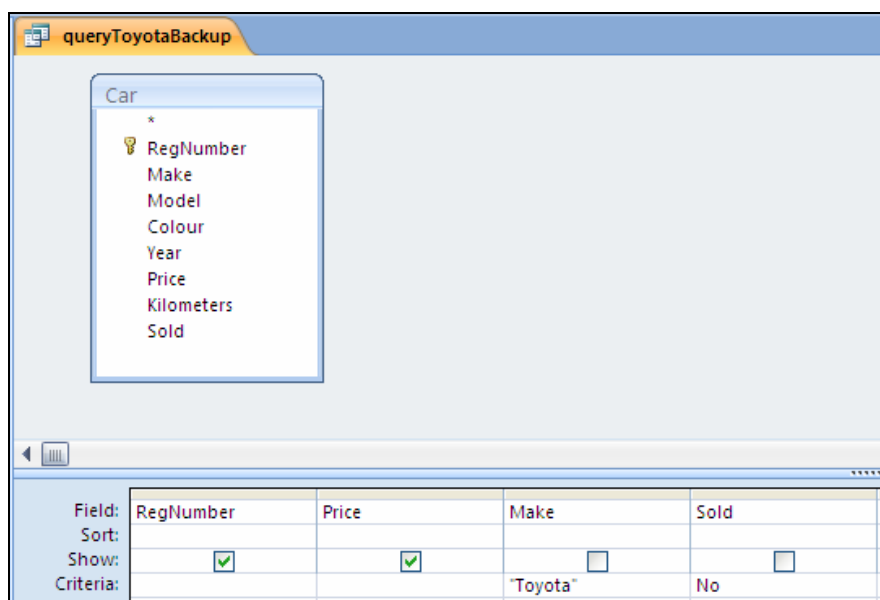 queryToyotaBackup
Car
*
RegNumber
Make
Model
Colour
Year
Price
Kilometers
Sold
Field: RegNumber Price Make Sold
Sort:
Show:
Criteria: "Toyota" No